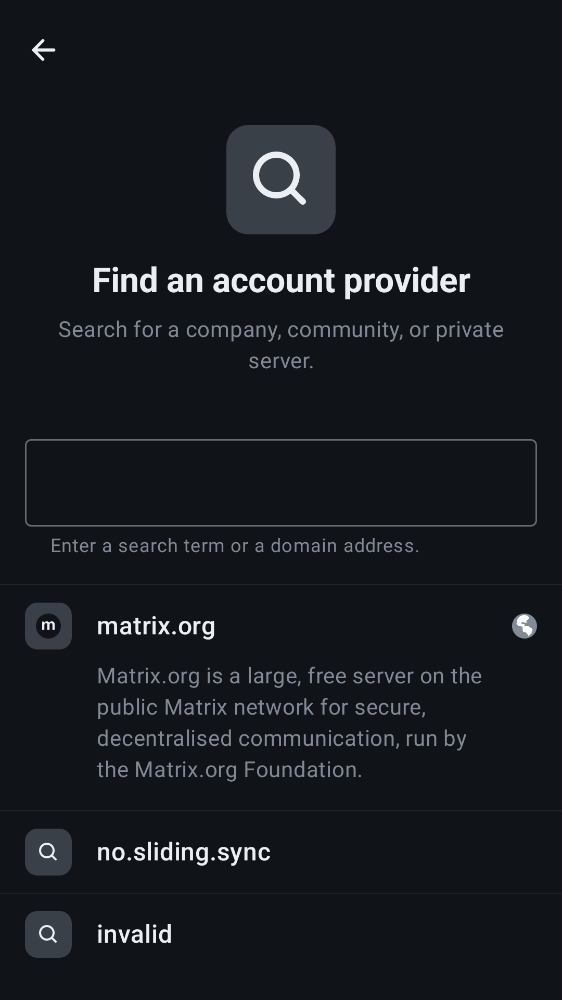 Find an account provider
Search for a company, community, or private
server.
Enter a search term or a domain address.
m
matrix.org
Matrix.org is a large, free server on the
public Matrix network for secure,
decentralised communication, run by
the Matrix.org Foundation.
no.sliding.sync
invalid